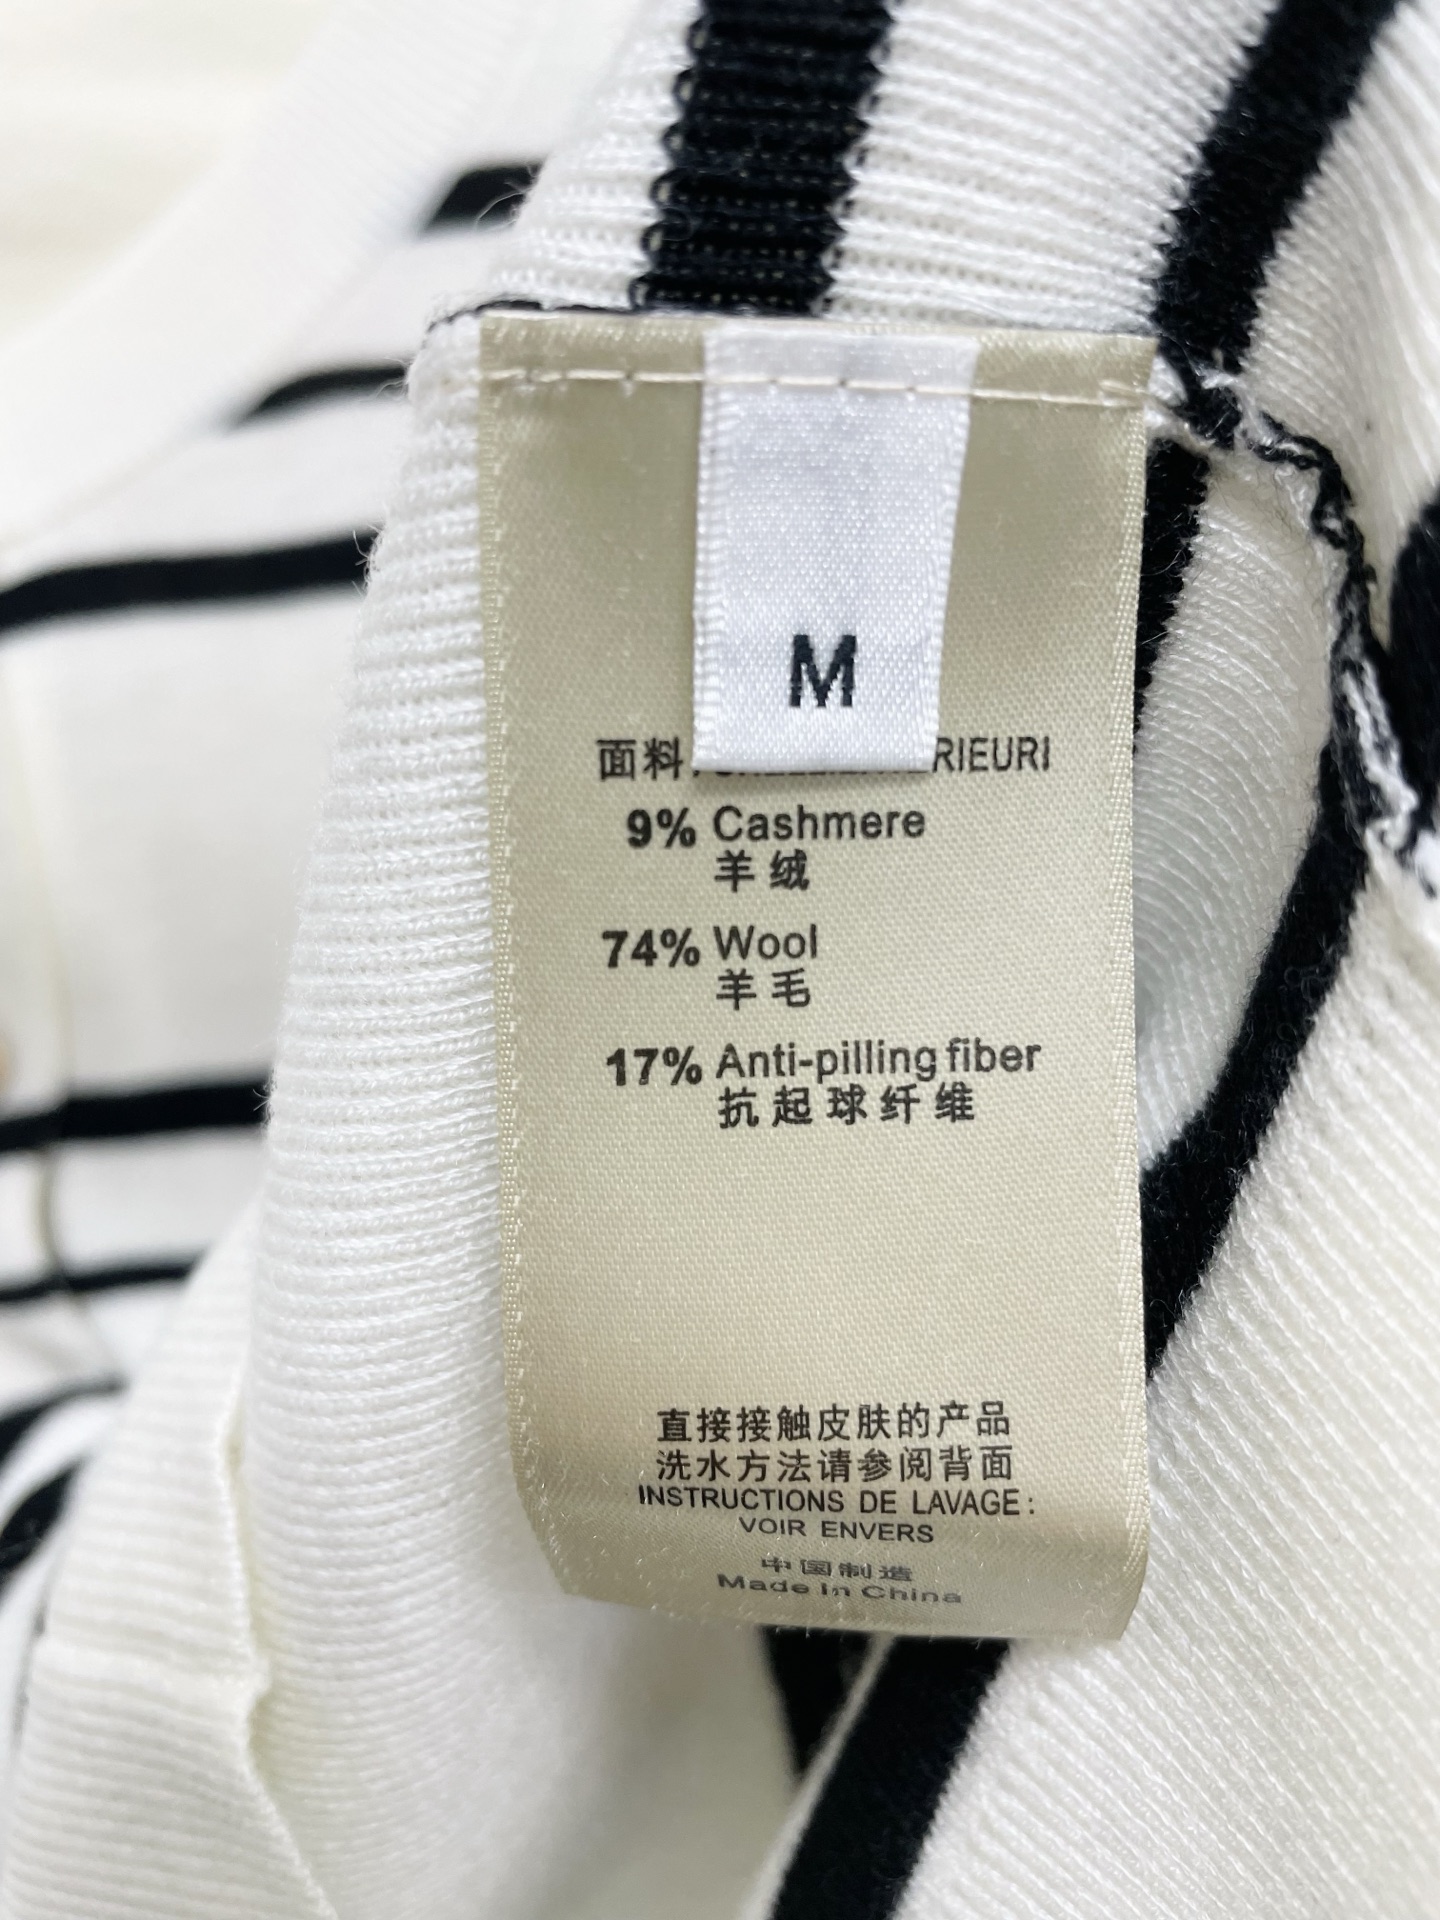 M
面料
RIEURI
9% Cashmere
羊绒
74% Wool
羊毛
17% Anti-pilling fiber
抗起球纤维
直接接触皮肤的产品
洗水方法请参阅背面
INSTRUCTIONS DE LAVAGE:
VOIR ENVERS
中国制造
Made In China